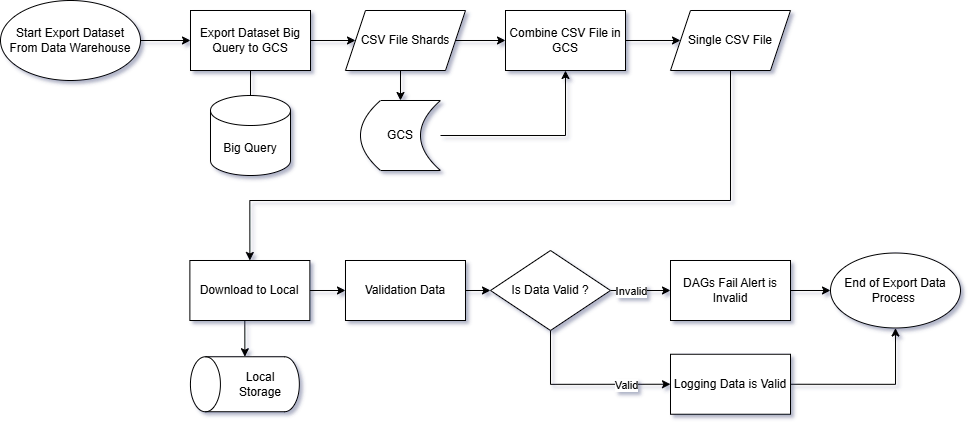 Start Export Dataset
From Data Warehouse
Export Dataset Big
Query to GCS
CSV File Shards
Combine CSV File in
GCS
Single CSV File
Big Query
GCS
Download to Local
Validation Data
Is Data Valid ?
Invalid
DAGs Fail Alert is
Invalid
End of Export Data
Process
Local
Storage
Valid
Logging Data is Valid